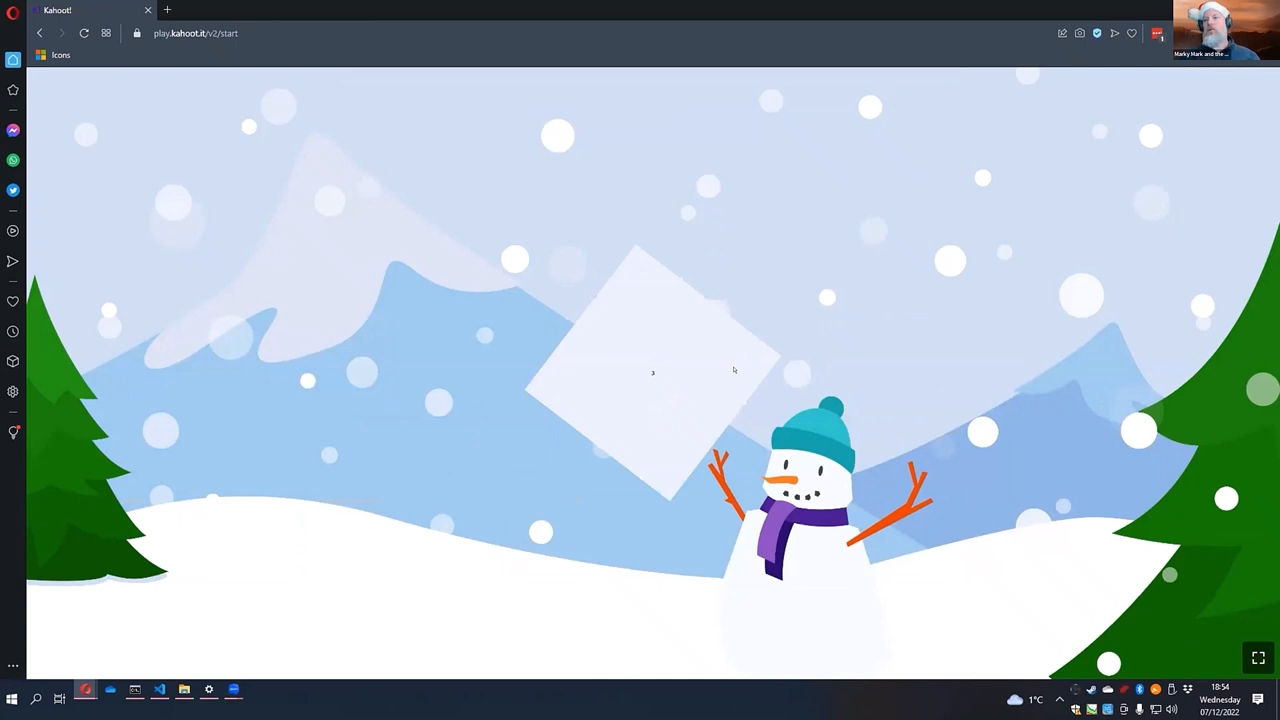 Kahoot!
play.kahoot.it/v2/start
Icons
Marky Mark and the ...
3
1°C
18:54
Wednesday
07/12/2022